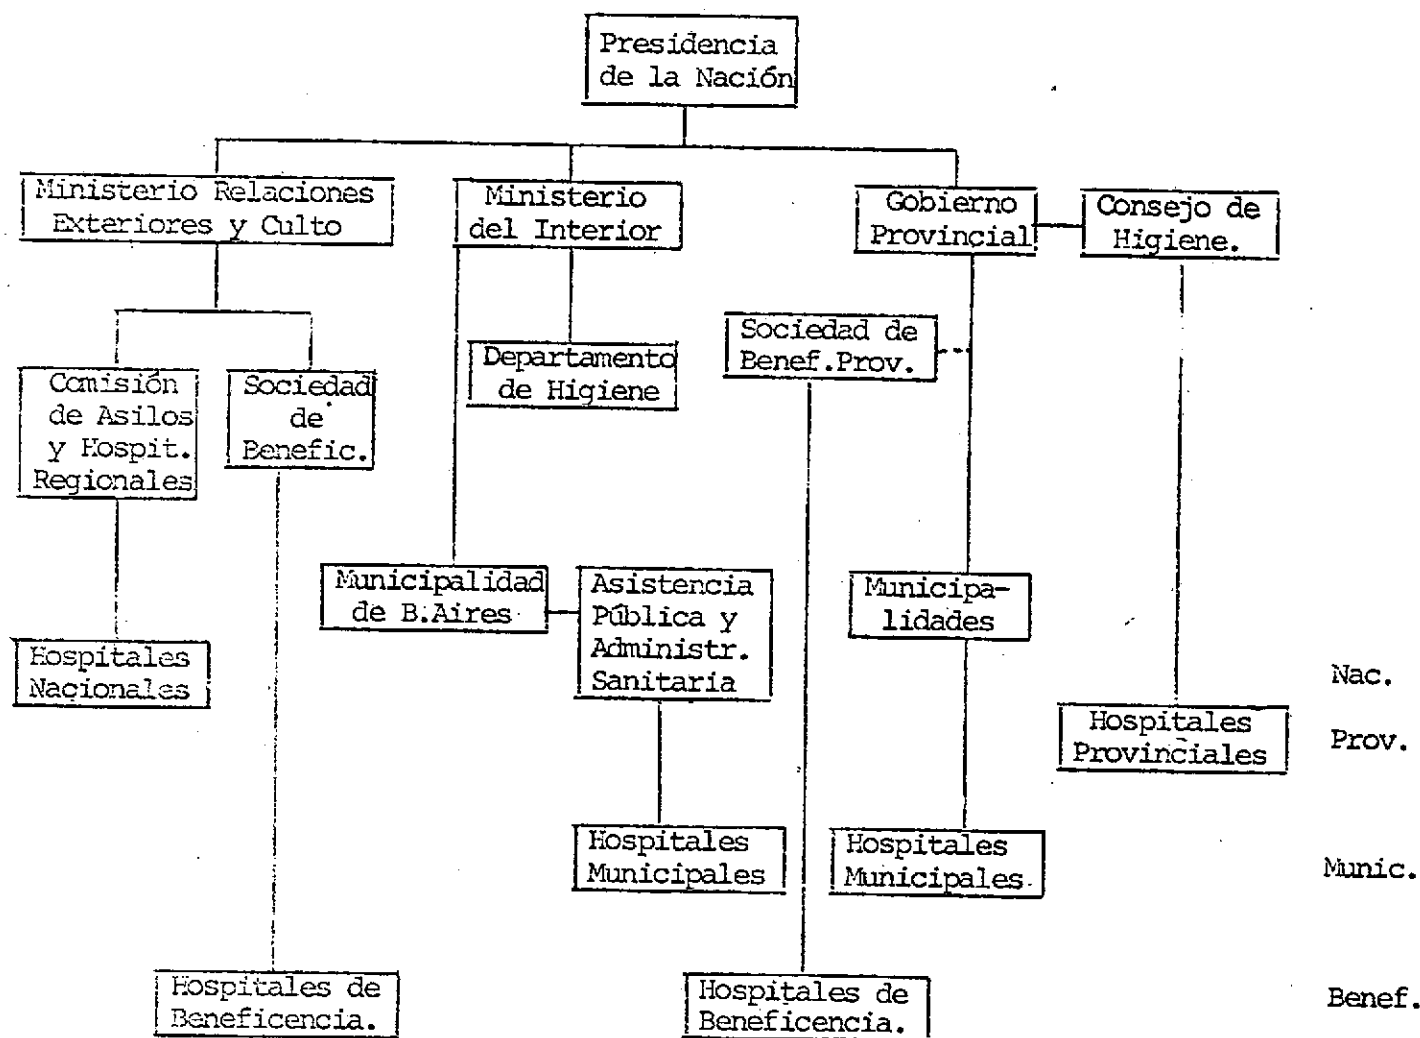 Presidencia
de la Nación
Ministerio Relaciones
Exteriores y Culto
Ministerio
del Interior
Gobierno
Provincial
Consejo de
Higiene.
Sociedad de
Benef.Prov.
Departamento
de Higiene
Comisión
de Asilos
y Hospit.
Regionales
Sociedad
de
Benefic.
Municipalidad
de B.Aires
Asistencia
Pública y
Administr.
Sanitaria
Municipa-
lidades
Hospitales
Nacionales
Nac.
Hospitales
Provinciales
Prov.
Hospitales
Municipales
Hospitales
Municipales
Munic.
Hospitales de
Beneficencia.
Hospitales de
Beneficencia.
Benef.